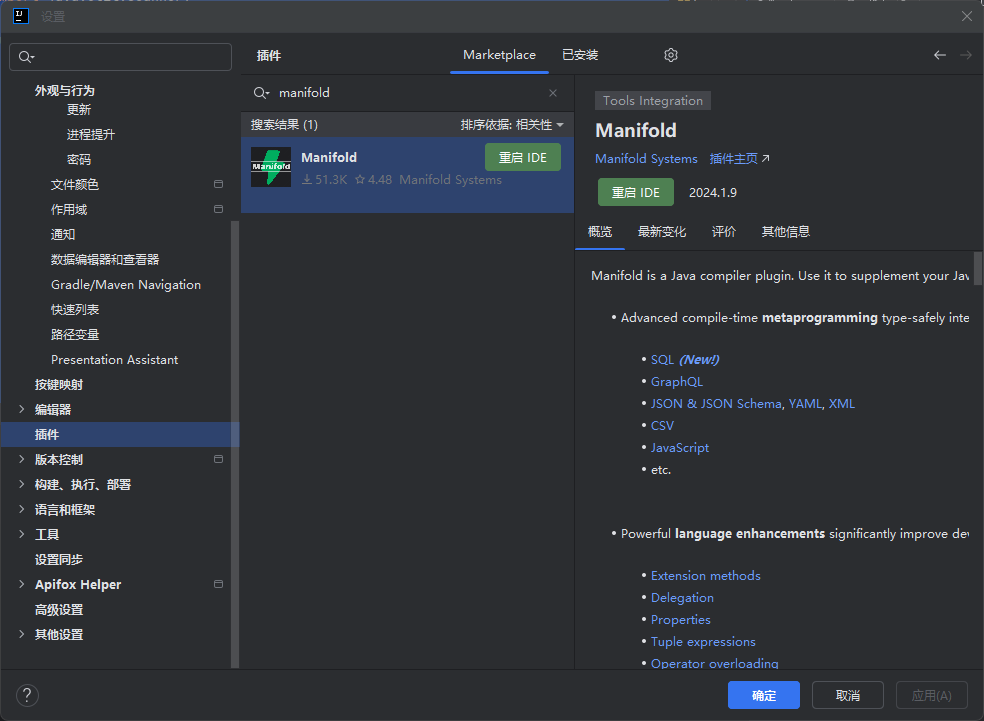 设置
外观与行为
更新
进程提升
密码
文件颜色
作用域
通知
数据编辑器和查看器
Gradle/Maven Navigation
快速列表
路径变量
Presentation Assistant
按键映射
编辑器
插件
版本控制
构建、执行、部署
语言和框架
工具
设置同步
Apifox Helper
高级设置
其他设置
插件
Marketplace
已安装
manifold
搜索结果 (1)
排序依据: 相关性
Manifold
Manifold
重启 IDE
51.3K 4.48 Manifold Systems
Tools Integration
Manifold
Manifold Systems 插件主页
重启 IDE
2024.1.9
概览 最新变化 评价 其他信息
Manifold is a Java compiler plugin. Use it to supplement your Jav
• Advanced compile-time metaprogramming type-safely inte
• SQL (New!)
• GraphQL
• JSON & JSON Schema, YAML, XML
• CSV
• JavaScript
• etc.
• Powerful language enhancements significantly improve dev
• Extension methods
• Delegation
• Properties
• Tuple expressions
• Operator overloading
?
确定
取消
应用(A)